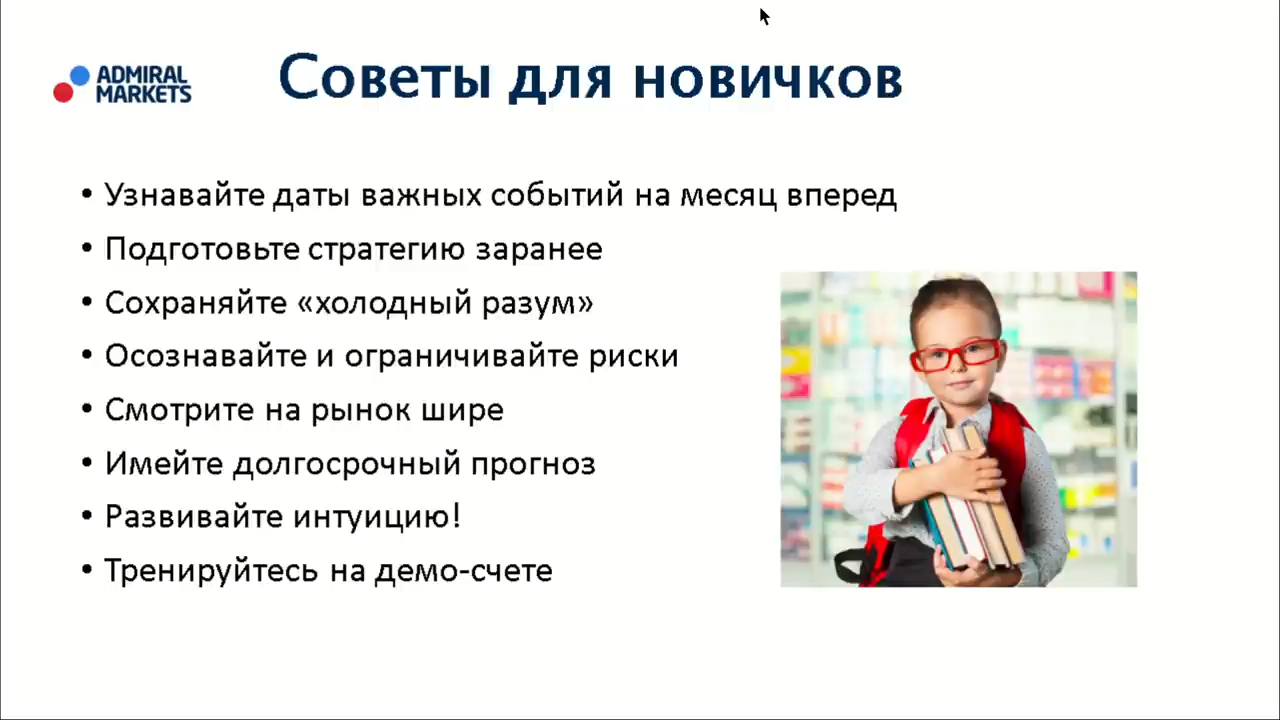 ADMIRAL
MARKETS
Советы для новичков
• Узнавайте даты важных событий на месяц вперед
• Подготовьте стратегию заранее
• Сохраняйте «холодный разум»
• Осознавайте и ограничивайте риски
• Смотрите на рынок шире
• Имейте долгосрочный прогноз
• Развивайте интуицию!
• Тренируйтесь на демо-счете